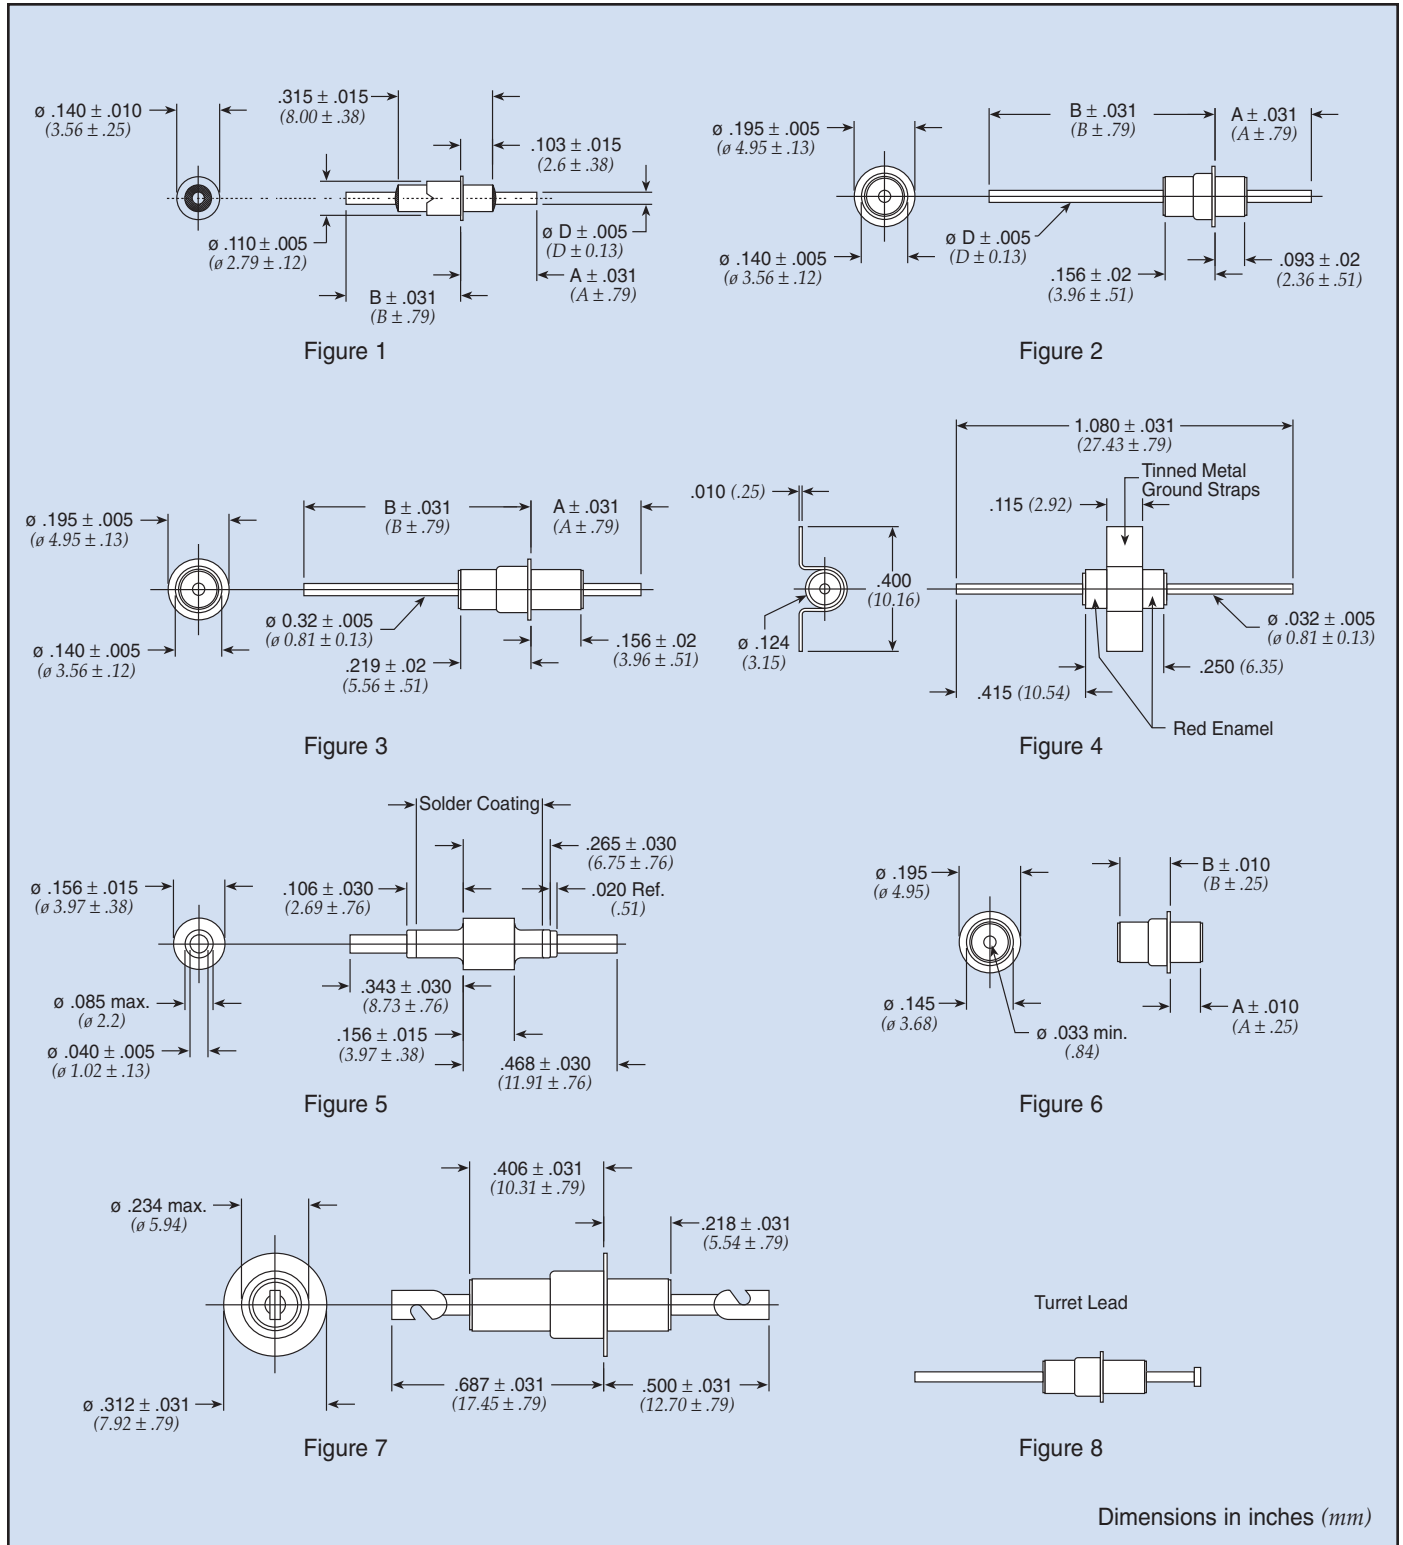 ø .140 ± .010
(3.56 ± .25)
.315 ± .015
(8.00 ± .38)
.103 ± .015
(2.6 ± .38)
ø .110 ± .005
(ø 2.79 ± .12)
ø D ± .005
(D ± 0.13)
A ± .031
(A ± .79)
B ± .031
(B ± .79)
Figure 1
ø .195 ± .005
(ø 4.95 ± .13)
B ± .031
(B ± .79)
A ± .031
(A ± .79)
ø D ± .005
(D ± 0.13)
ø .140 ± .005
(ø 3.56 ± .12)
.156 ± .02
(3.96 ± .51)
.093 ± .02
(2.36 ± .51)
Figure 2
ø .195 ± .005
(ø 4.95 ± .13)
B ± .031
(B ± .79)
A ± .031
(A ± .79)
ø 0.32 ± .005
(ø 0.81 ± 0.13)
ø .140 ± .005
(ø 3.56 ± .12)
.219 ± .02
(5.56 ± .51)
.156 ± .02
(3.96 ± .51)
Figure 3
1.080 ± .031
(27.43 ± .79)
Tinned Metal
Ground Straps
.010 (.25)
.115 (2.92)
.400
(10.16)
ø .124
(3.15)
ø .032 ± .005
(ø 0.81 ± 0.13)
.250 (6.35)
.415 (10.54)
Red Enamel
Figure 4
Solder Coating
.265 ± .030
(6.75 ± .76)
ø .156 ± .015
(ø 3.97 ± .38)
.106 ± .030
(2.69 ± .76)
.020 Ref.
(.51)
ø .085 max.
(ø 2.2)
.343 ± .030
(8.73 ± .76)
ø .040 ± .005
(ø 1.02 ± .13)
.156 ± .015
(3.97 ± .38)
.468 ± .030
(11.91 ± .76)
Figure 5
ø .195
(ø 4.95)
B ± .010
(B ± .25)
ø .145
(ø 3.68)
ø .033 min.
(.84)
A ± .010
(A ± .25)
Figure 6
.406 ± .031
(10.31 ± .79)
ø .234 max.
(ø 5.94)
.218 ± .031
(5.54 ± .79)
.687 ± .031
(17.45 ± .79)
.500 ± .031
(12.70 ± .79)
ø .312 ± .031
(7.92 ± .79)
Figure 7
Turret Lead
Figure 8
Dimensions in inches (mm)